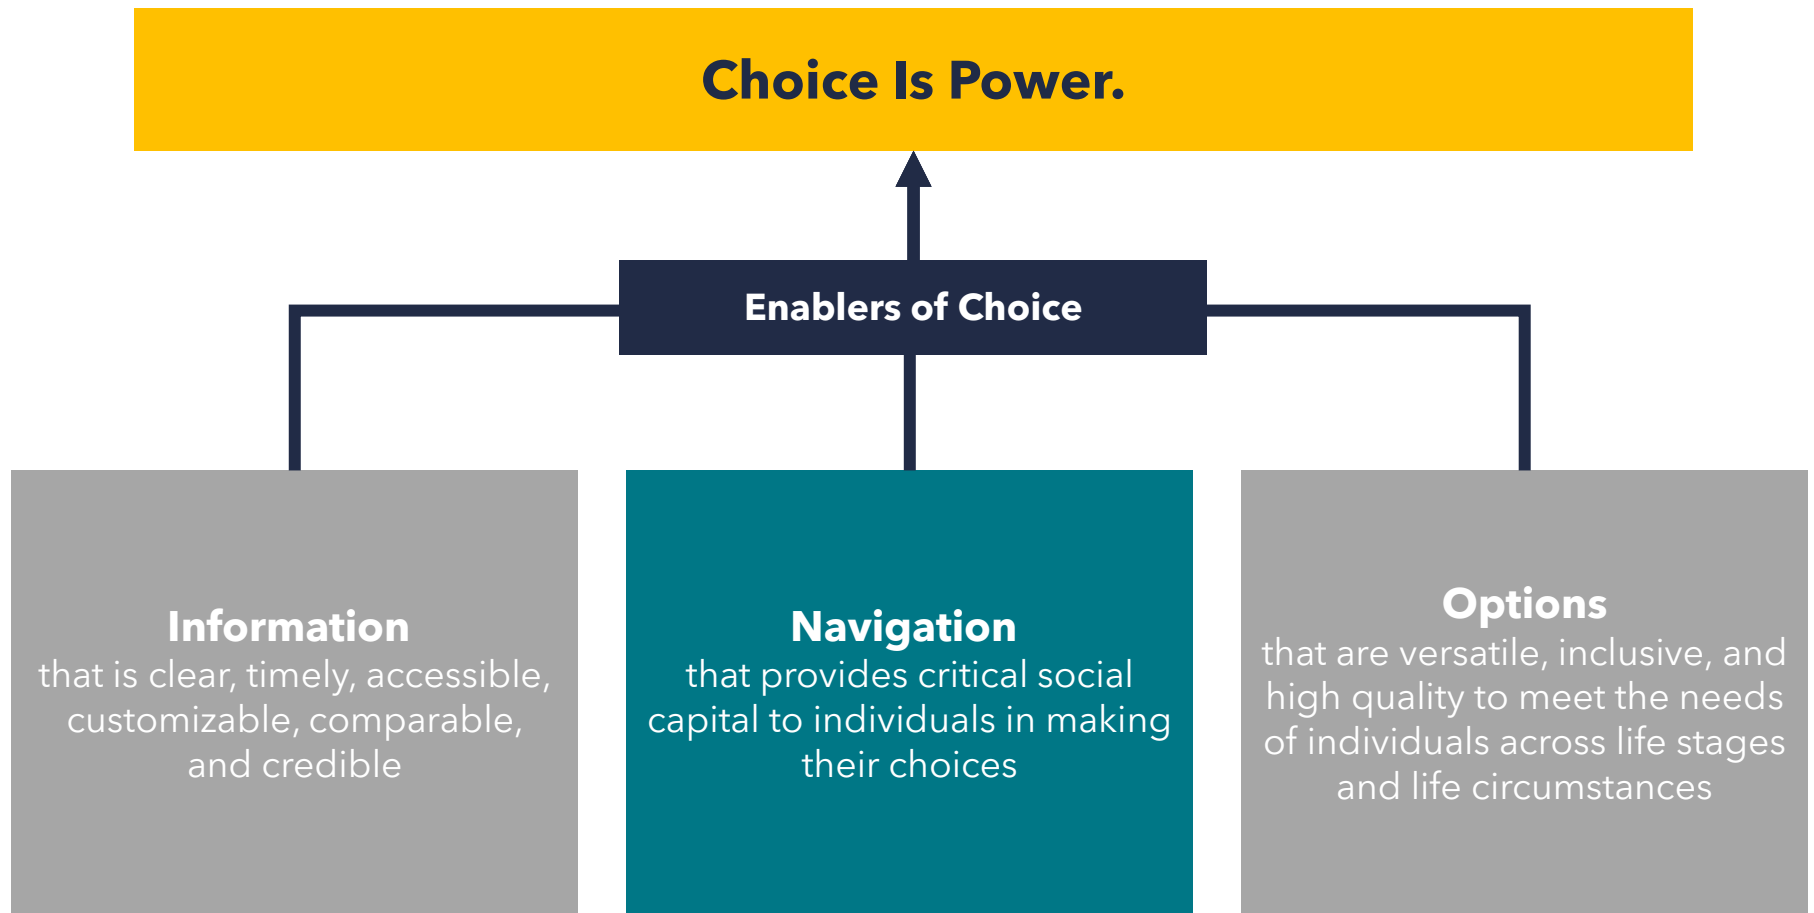 Choice Is Power.
Enablers of Choice
Information
that is clear, timely, accessible,
customizable, comparable,
and credible
Navigation
that provides critical social
capital to individuals in making
their choices
Options
that are versatile, inclusive, and
high quality to meet the needs
of individuals across life stages
and life circumstances